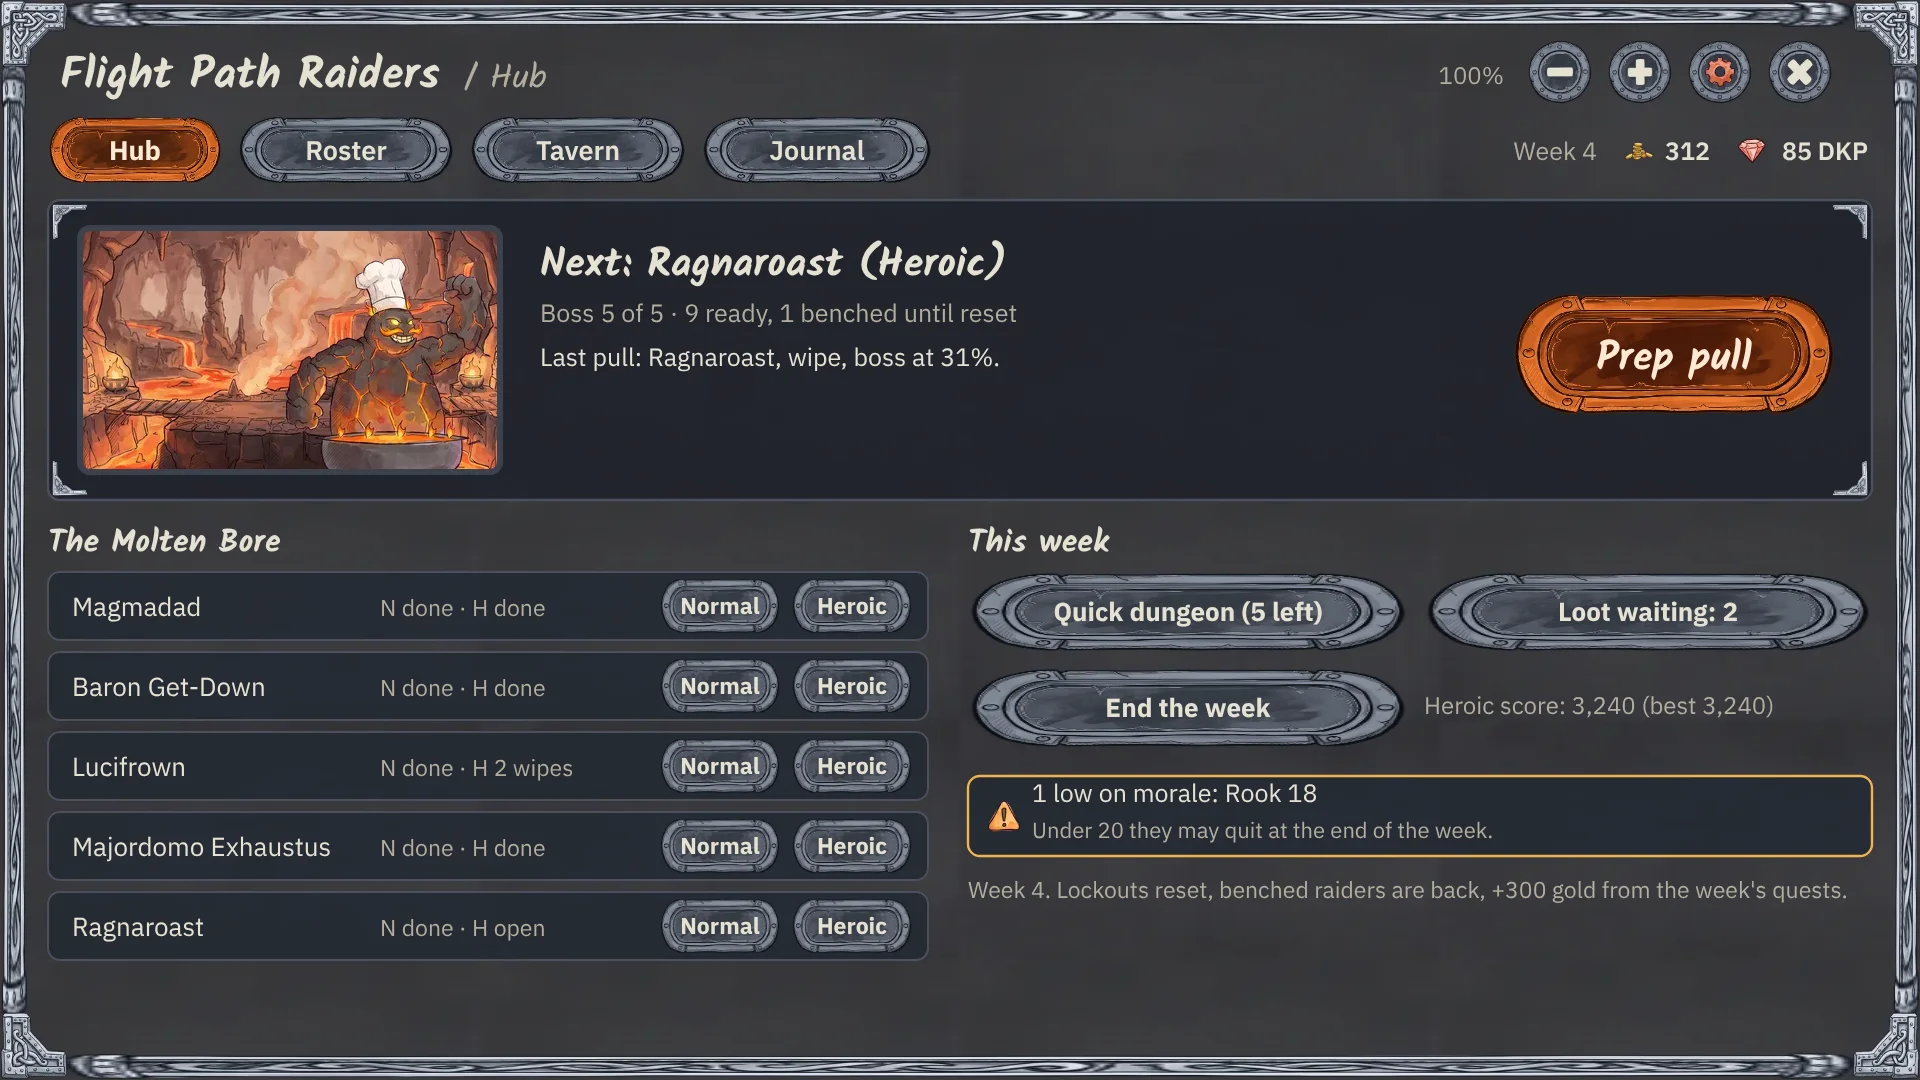 Flight Path Raiders / Hub
100%
Hub
Roster
Tavern
Journal
Week 4
312
85 DKP
Next: Ragnaroast (Heroic)
Boss 5 of 5 · 9 ready, 1 benched until reset
Last pull: Ragnaroast, wipe, boss at 31%.
Prep pull
The Molten Bore
Magmadad
N done · H done
Normal
Heroic
Baron Get-Down
N done · H done
Normal
Heroic
Lucifrown
N done · H 2 wipes
Normal
Heroic
Majordomo Exhaustus
N done · H done
Normal
Heroic
Ragnaroast
N done · H open
Normal
Heroic
This week
Quick dungeon (5 left)
Loot waiting: 2
End the week
Heroic score: 3,240 (best 3,240)
1 low on morale: Rook 18
Under 20 they may quit at the end of the week.
Week 4. Lockouts reset, benched raiders are back, +300 gold from the week's quests.